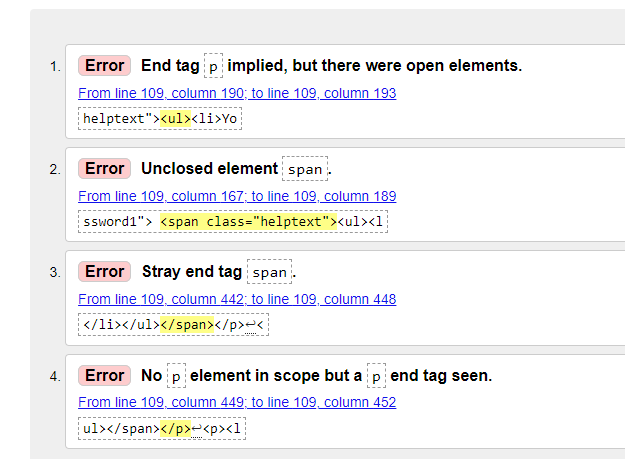 1. Error End tag p implied, but there were open elements.
From line 109, column 190; to line 109, column 193
helptext"><ul><li>Yo
2. Error Unclosed element span.
From line 109, column 167; to line 109, column 189
ssword1"> <span class="helptext"><ul><l
3. Error Stray end tag span.
From line 109, column 442; to line 109, column 448
</li></ul></span></p>↩<
4. Error No p element in scope but a p end tag seen.
From line 109, column 449; to line 109, column 452
ul></span></p>↩<p><l